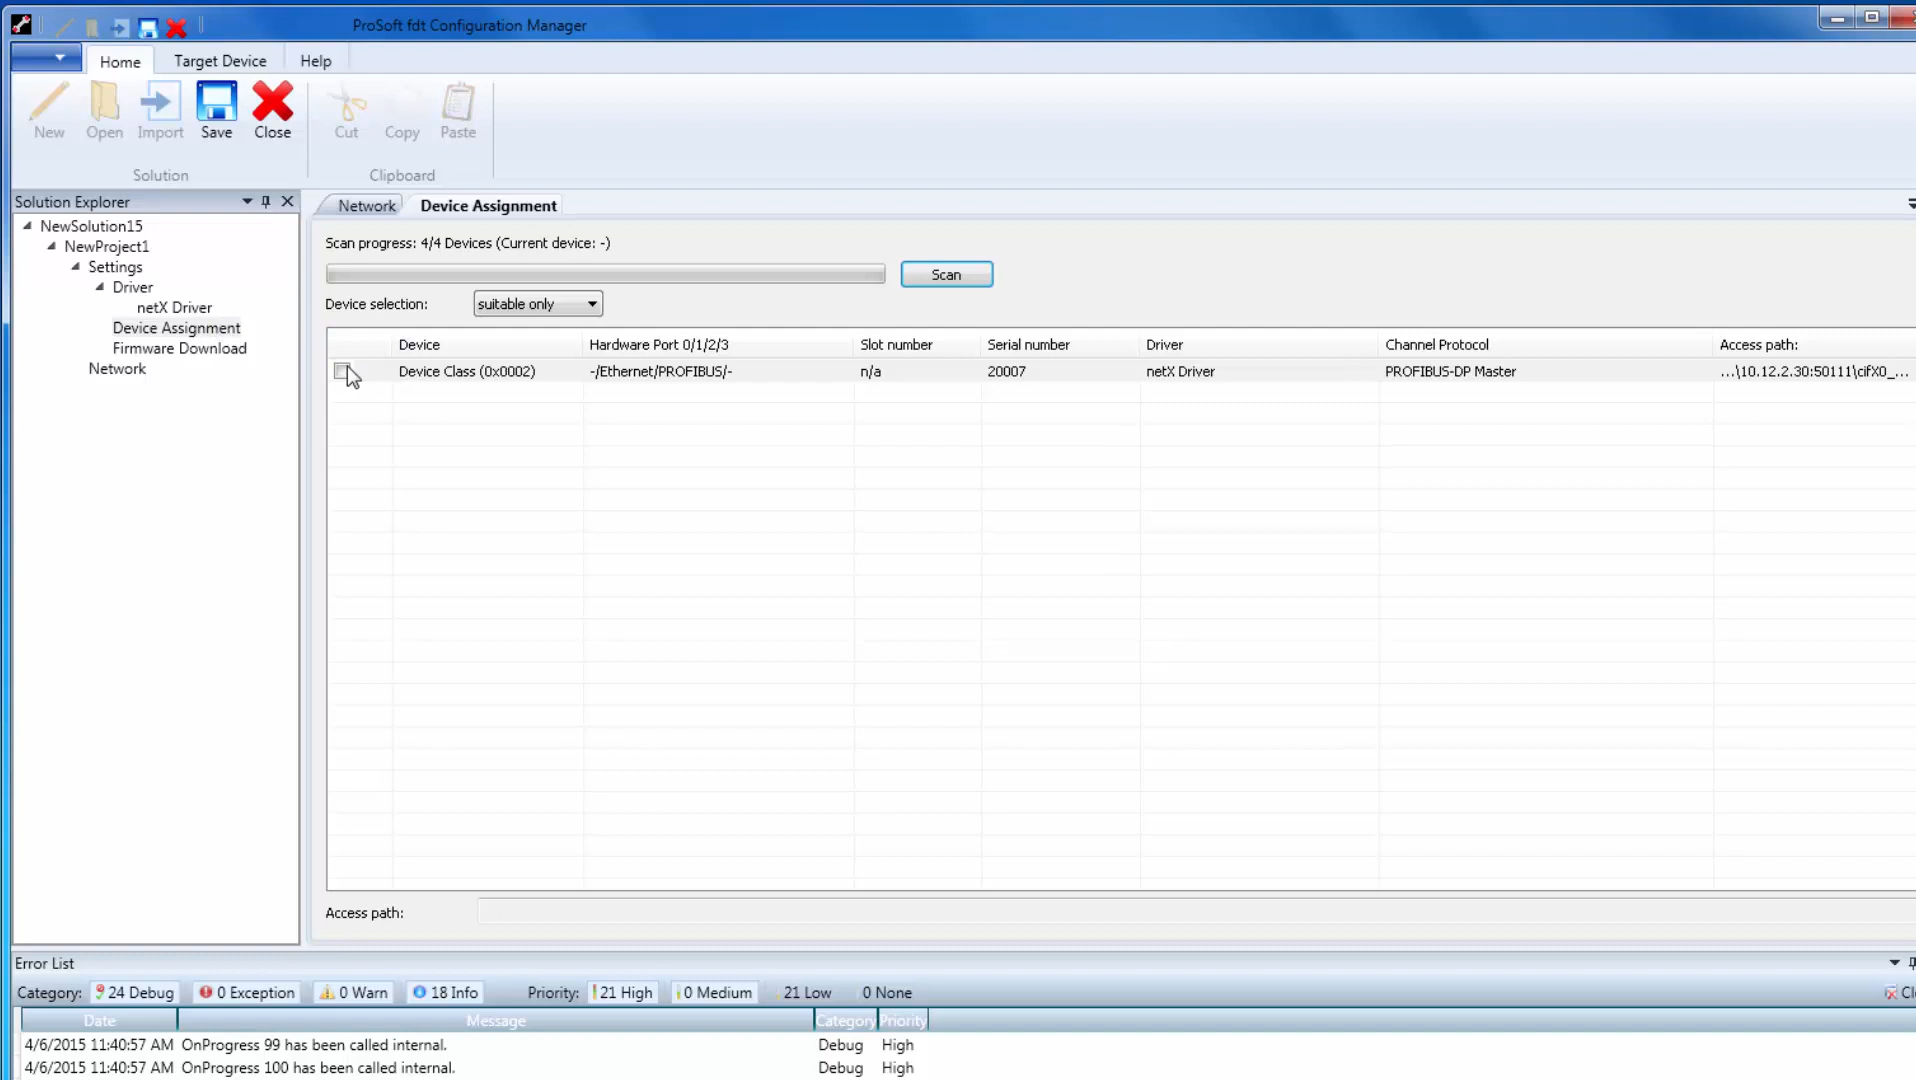 ProSoft fdt Configuration Manager
Home Target Device Help
New Open Import Save Close Cut Copy Paste
Solution Clipboard
Solution Explorer
NewSolution15
NewProject1
Settings
Driver
netX Driver
Device Assignment
Firmware Download
Network
Network Device Assignment
Scan progress: 4/4 Devices (Current device: -)
Scan
Device selection: suitable only
Device Hardware Port 0/1/2/3 Slot number Serial number Driver Channel Protocol Access path:
Device Class (0x0002) -/Ethernet/PROFIBUS/- n/a 20007 netX Driver PROFIBUS-DP Master ...\10.12.2.30:50111\cifX0_...
Access path:
Error List
Category: 24 Debug 0 Exception 0 Warn 18 Info Priority: 21 High 0 Medium 21 Low 0 None Cl
Date Message Category Priority
4/6/2015 11:40:57 AM OnProgress 99 has been called internal. Debug High
4/6/2015 11:40:57 AM OnProgress 100 has been called internal. Debug High